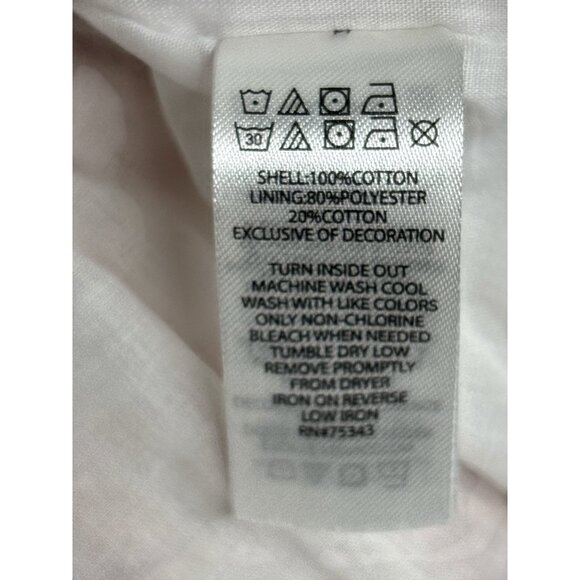 30
SHELL:100%COTTON
LINING:80%POLYESTER
20%COTTON
EXCLUSIVE OF DECORATION
TURN INSIDE OUT
MACHINE WASH COOL
WASH WITH LIKE COLORS
ONLY NON-CHLORINE
BLEACH WHEN NEEDED
TUMBLE DRY LOW
REMOVE PROMPTLY
FROM DRYER
IRON ON REVERSE
LOW IRON
RN#75343